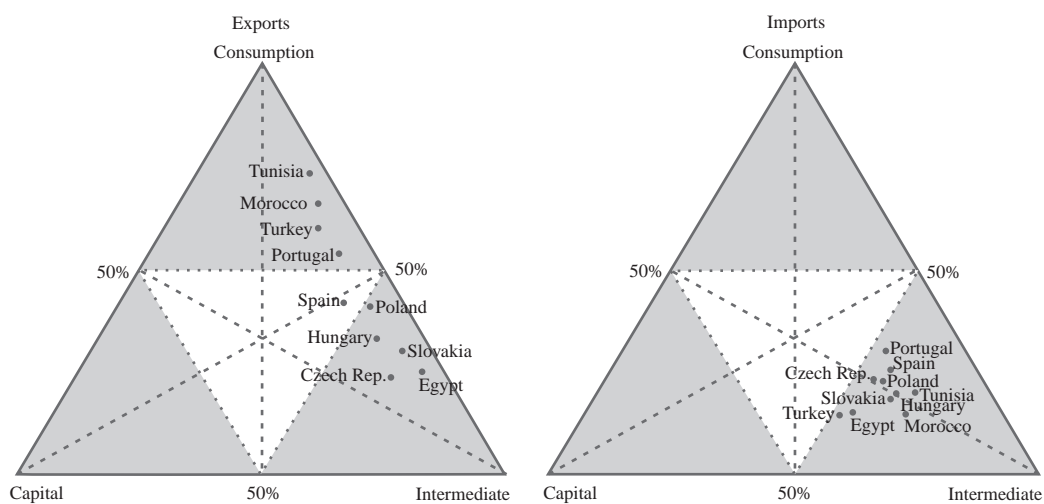 Exports
Consumption
Tunisia
Morocco
Turkey
Portugal
50%
50%
Spain
Poland
Hungary
Slovakia
Czech Rep.
Egypt
Capital
50%
Intermediate
Imports
Consumption
50%
50%
Portugal
Spain
Czech Rep.
Poland
Slovakia
Tunisia
Hungary
Turkey
Egypt
Morocco
Capital
50%
Intermediate